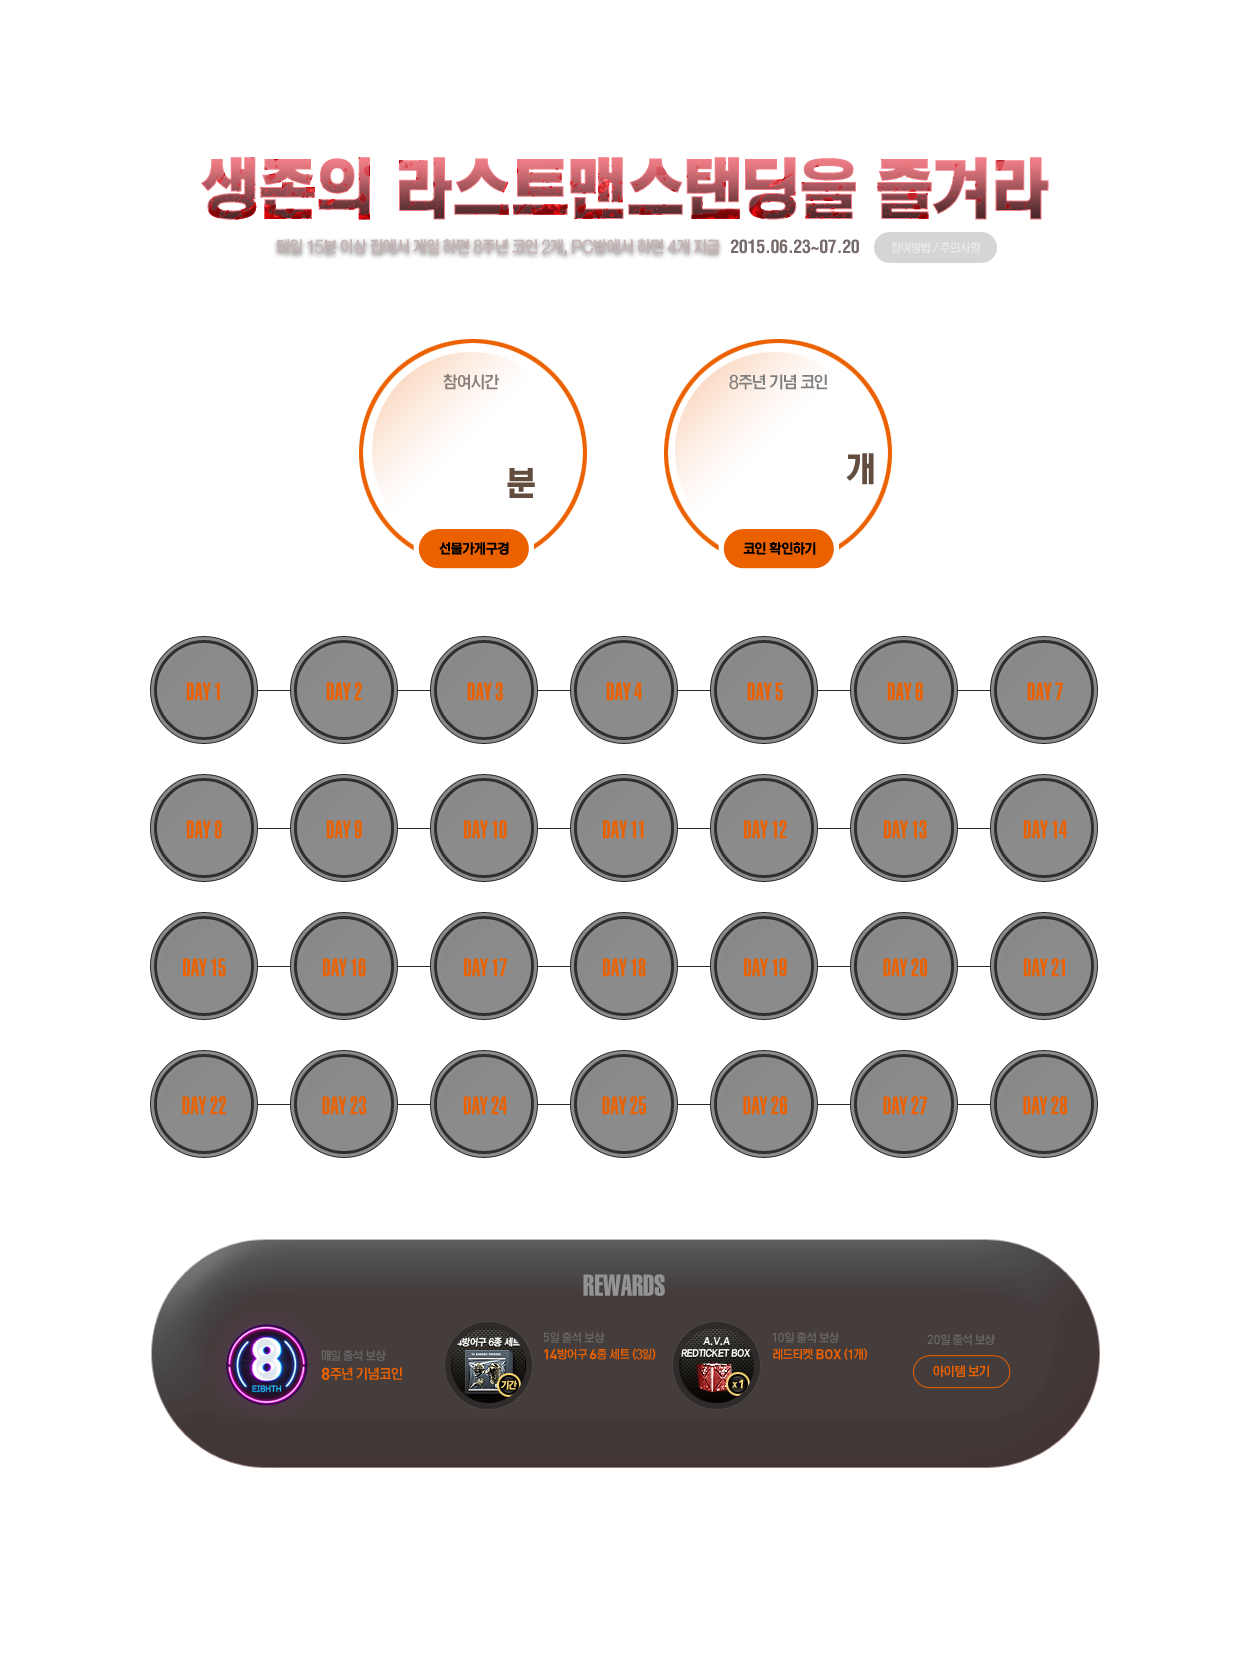 생존의 라스트맨스탠딩을 즐겨라
매일 15분 이상 집에서 게임 하면 8주년 코인 2개, PC방에서 하면 4개 지급 2015.06.23~07.20 참여방법 / 주의사항
참여시간
분
선물가게구경
8주년 기념 코인
개
코인 확인하기
DAY 1 DAY 2 DAY 3 DAY 4 DAY 5 DAY 6 DAY 7
DAY 8 DAY 9 DAY 10 DAY 11 DAY 12 DAY 13 DAY 14
DAY 15 DAY 16 DAY 17 DAY 18 DAY 19 DAY 20 DAY 21
DAY 22 DAY 23 DAY 24 DAY 25 DAY 26 DAY 27 DAY 28
REWARDS
8
EI8HTH
매일 출석 보상
8주년 기념코인
방어구 6종 세트
기간
5일 출석 보상
14방어구 6종 세트 (3일)
A.V.A
REDTICKET BOX
x1
10일 출석 보상
레드티켓 BOX (1개)
20일 출석 보상
아이템 보기